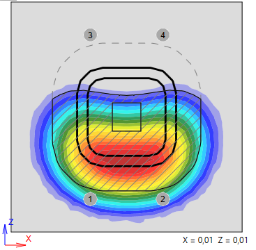 3 4
1 2
Z
X
X = 0,01 Z = 0,01